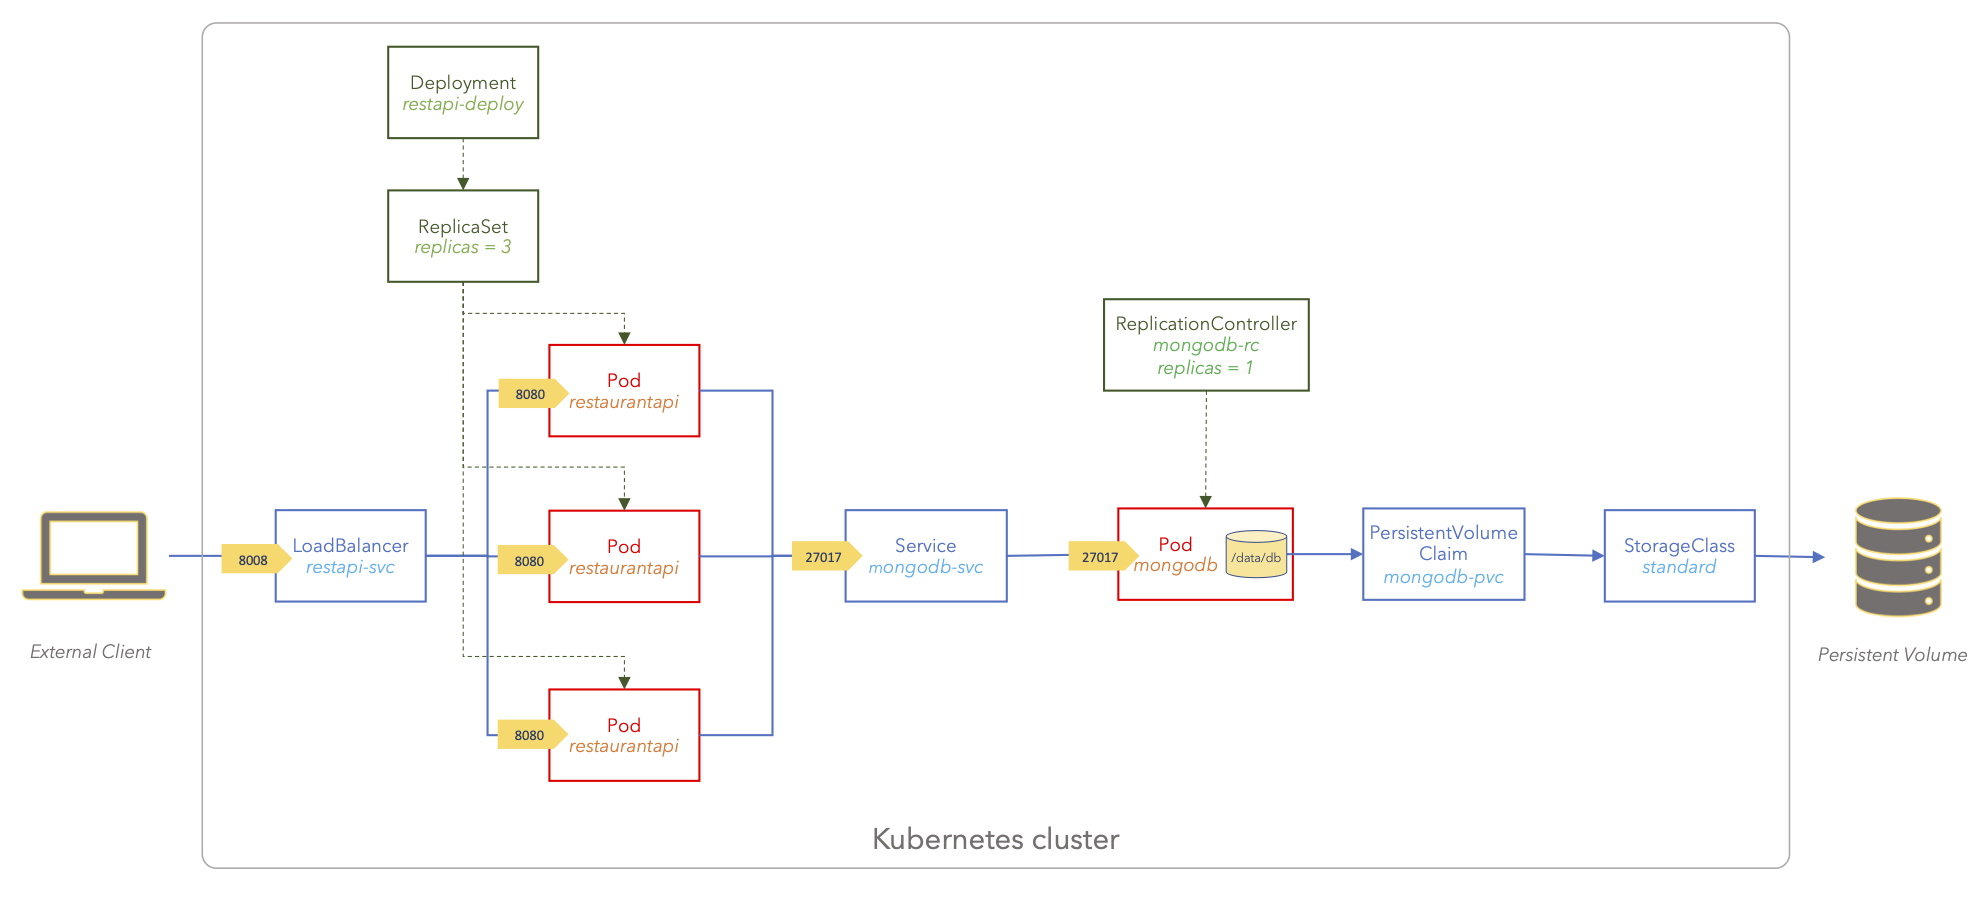 Deployment
restapi-deploy
ReplicaSet
replicas = 3
ReplicationController
mongodb-rc
replicas = 1
8080
Pod
restaurantapi
External Client
8008
LoadBalancer
restapi-svc
8080
Pod
restaurantapi
27017
Service
mongodb-svc
27017
Pod
mongodb
/data/db
PersistentVolume
Claim
mongodb-pvc
StorageClass
standard
Persistent Volume
8080
Pod
restaurantapi
Kubernetes cluster